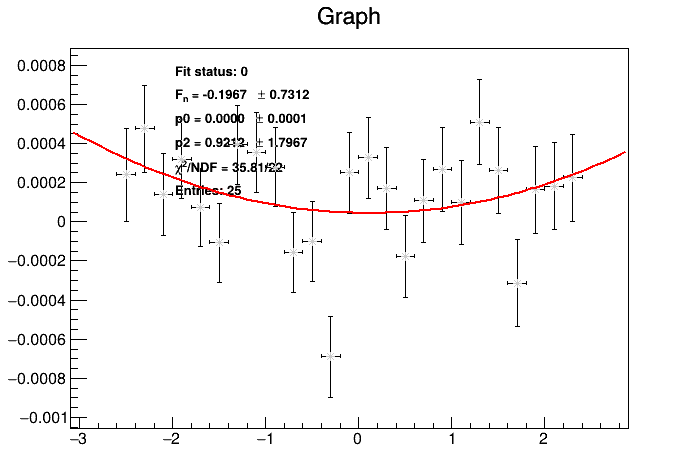 Graph
Fit status: 0
Fn = -0.1967 ± 0.7312
p0 = 0.0000 ± 0.0001
p2 = 0.9212 ± 1.7967
χ²/NDF = 35.81/22
Entries: 25
0.0008
0.0006
0.0004
0.0002
0
−0.0002
−0.0004
−0.0006
−0.0008
−0.001
−3 −2 −1 0 1 2